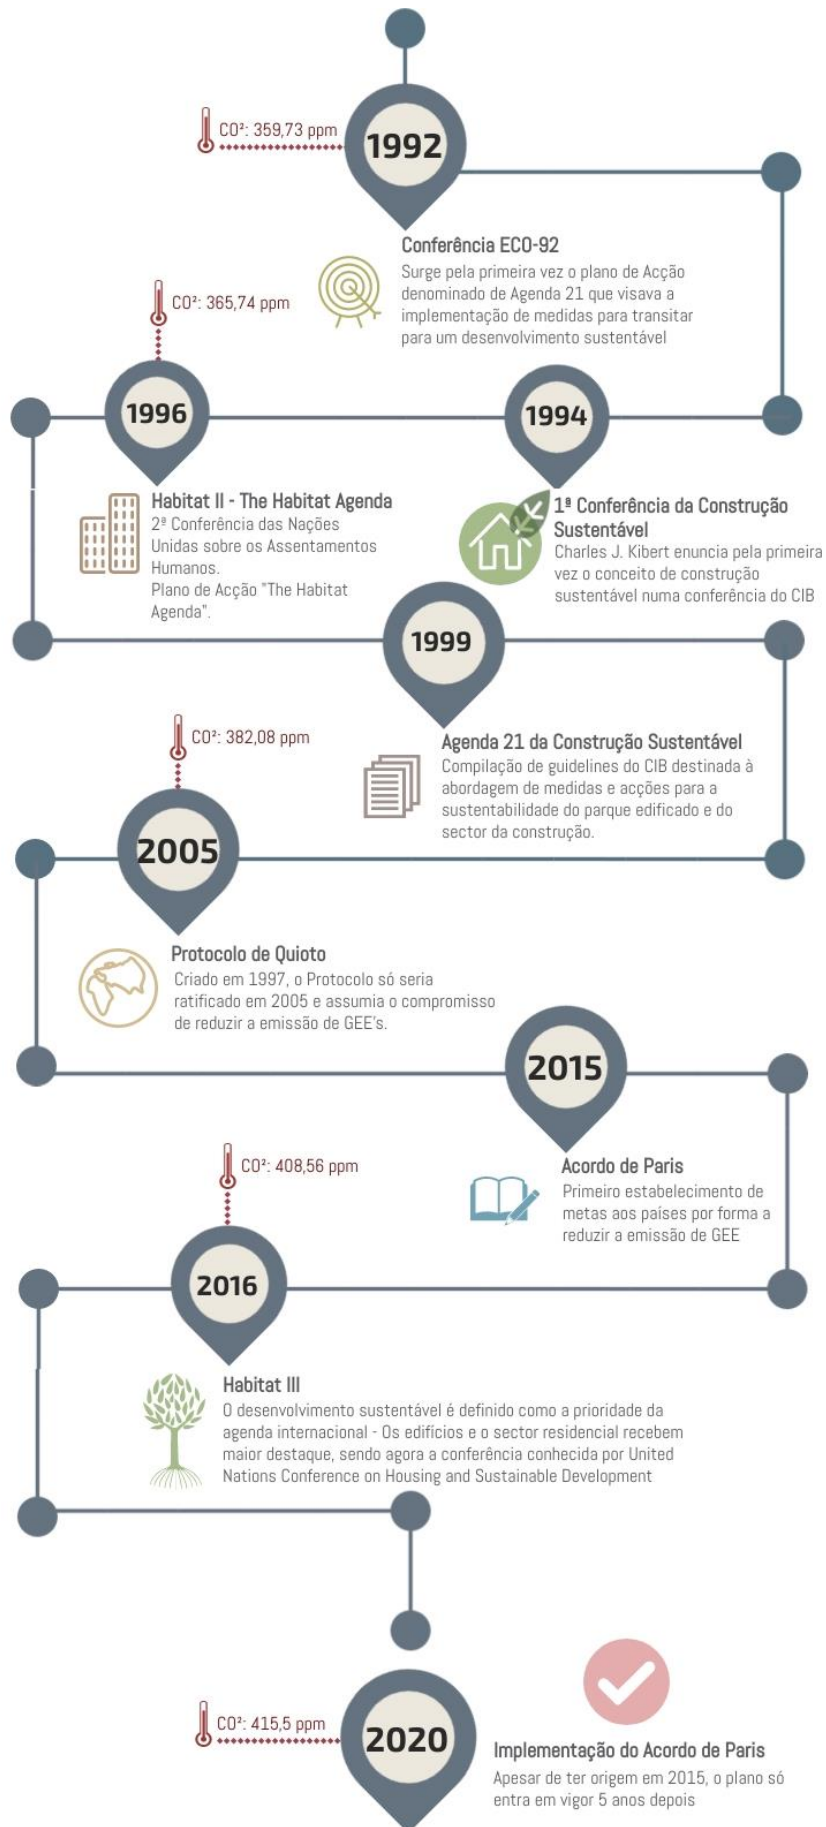 CO²: 359,73 ppm
1992
Conferência ECO-92
Surge pela primeira vez o plano de Acção
denominado de Agenda 21 que visava a
implementação de medidas para transitar
para um desenvolvimento sustentável
1994
1ª Conferência da Construção
Sustentável
Charles J. Kibert enuncia pela primeira
vez o conceito de construção
sustentável numa conferência do CIB
CO²: 365,74 ppm
1996
Habitat II - The Habitat Agenda
2ª Conferência das Nações
Unidas sobre os Assentamentos
Humanos.
Plano de Acção "The Habitat
Agenda".
1999
Agenda 21 da Construção Sustentável
Compilação de guidelines do CIB destinada à
abordagem de medidas e acções para a
sustentabilidade do parque edificado e do
sector da construção.
CO²: 382,08 ppm
2005
Protocolo de Quioto
Criado em 1997, o Protocolo só seria
ratificado em 2005 e assumia o compromisso
de reduzir a emissão de GEE's.
2015
Acordo de Paris
Primeiro estabelecimento de
metas aos países por forma a
reduzir a emissão de GEE
CO²: 408,56 ppm
2016
Habitat III
O desenvolvimento sustentável é definido como a prioridade da
agenda internacional - Os edifícios e o sector residencial recebem
maior destaque, sendo agora a conferência conhecida por United
Nations Conference on Housing and Sustainable Development
CO²: 415,5 ppm
2020
Implementação do Acordo de Paris
Apesar de ter origem em 2015, o plano só
entra em vigor 5 anos depois